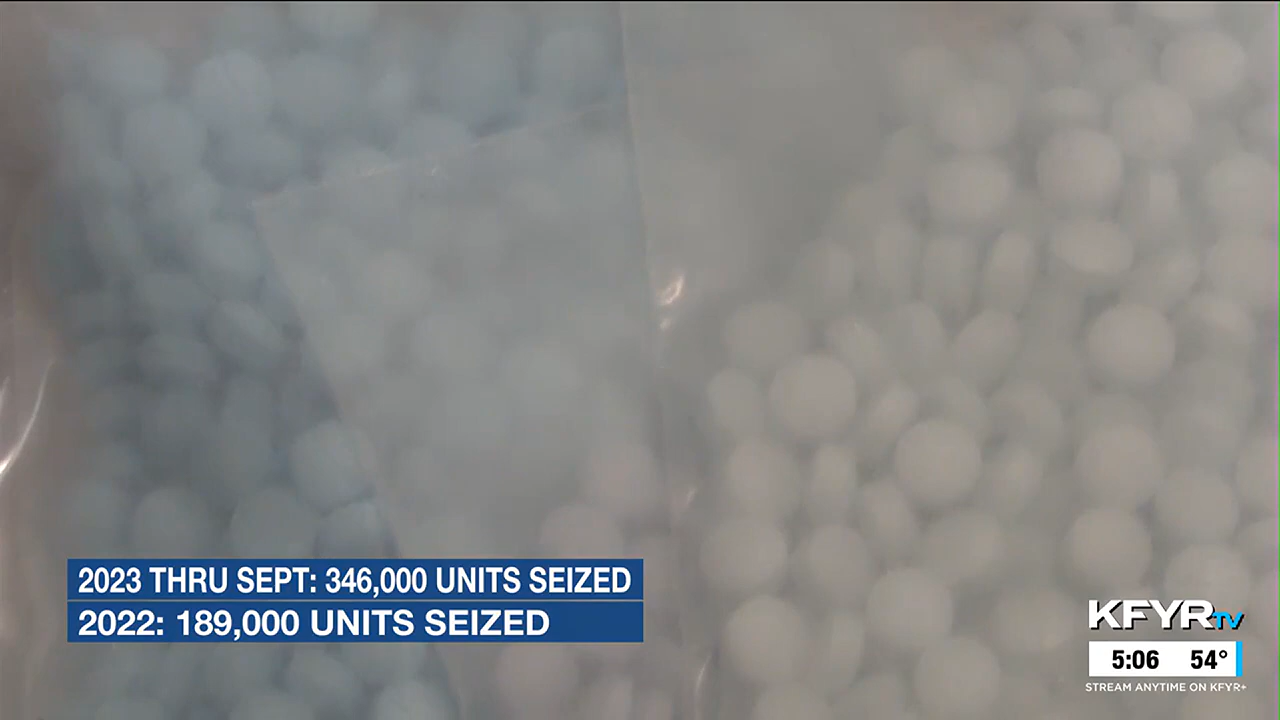 2023 THRU SEPT: 346,000 UNITS SEIZED
2022: 189,000 UNITS SEIZED
KFYRTV
5:06 54°
STREAM ANYTIME ON KFYR+